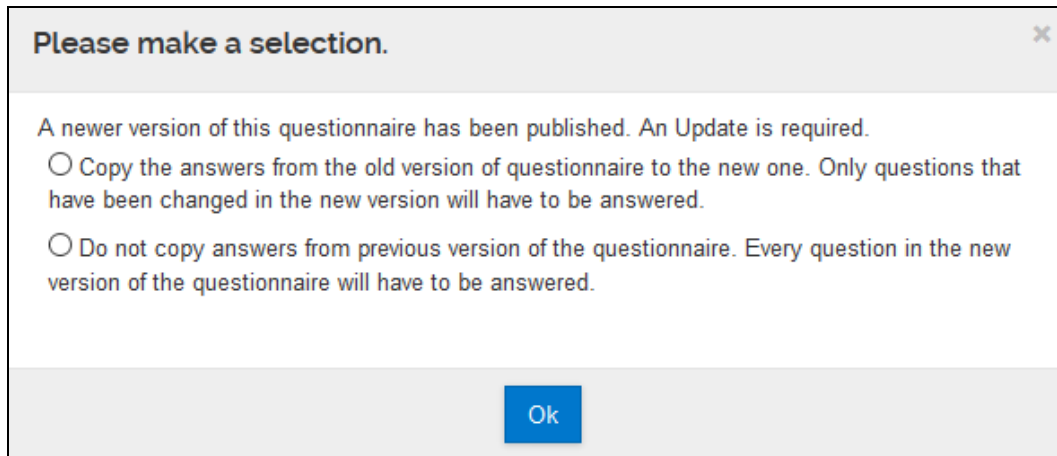 Please make a selection.
×
A newer version of this questionnaire has been published. An Update is required.
Copy the answers from the old version of questionnaire to the new one. Only questions that
have been changed in the new version will have to be answered.
Do not copy answers from previous version of the questionnaire. Every question in the new
version of the questionnaire will have to be answered.
Ok